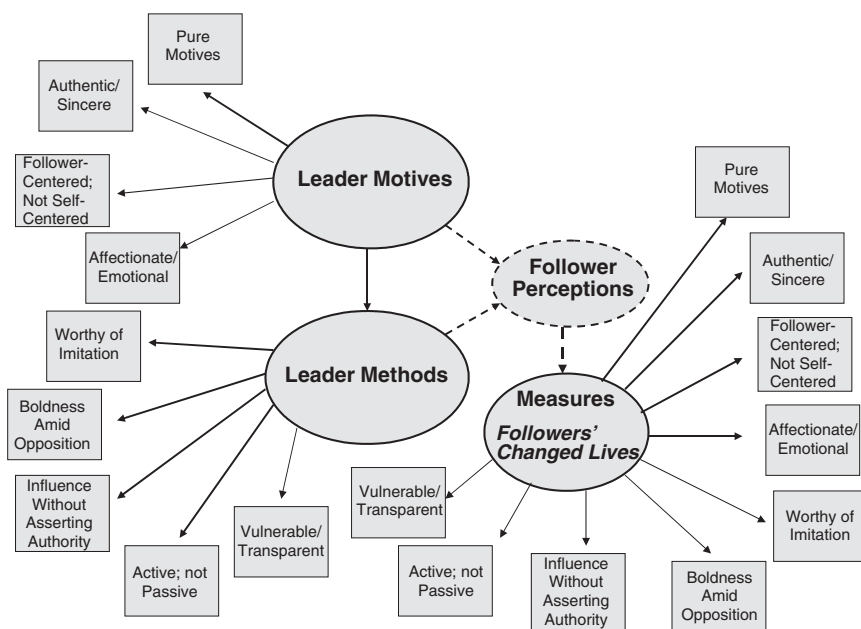 Pure
Motives
Authentic/
Sincere
Leader Motives
Follower-
Centered;
Not Self-
Centered
Affectionate/
Emotional
Pure
Motives
Follower
Perceptions
Authentic/
Sincere
Worthy of
Imitation
Leader Methods
Follower-
Centered;
Not Self-
Centered
Boldness
Amid
Opposition
Measures
Followers’
Changed Lives
Affectionate/
Emotional
Influence
Without
Asserting
Authority
Vulnerable/
Transparent
Vulnerable/
Transparent
Worthy of
Imitation
Active; not
Passive
Active; not
Passive
Influence
Without
Asserting
Authority
Boldness
Amid
Opposition